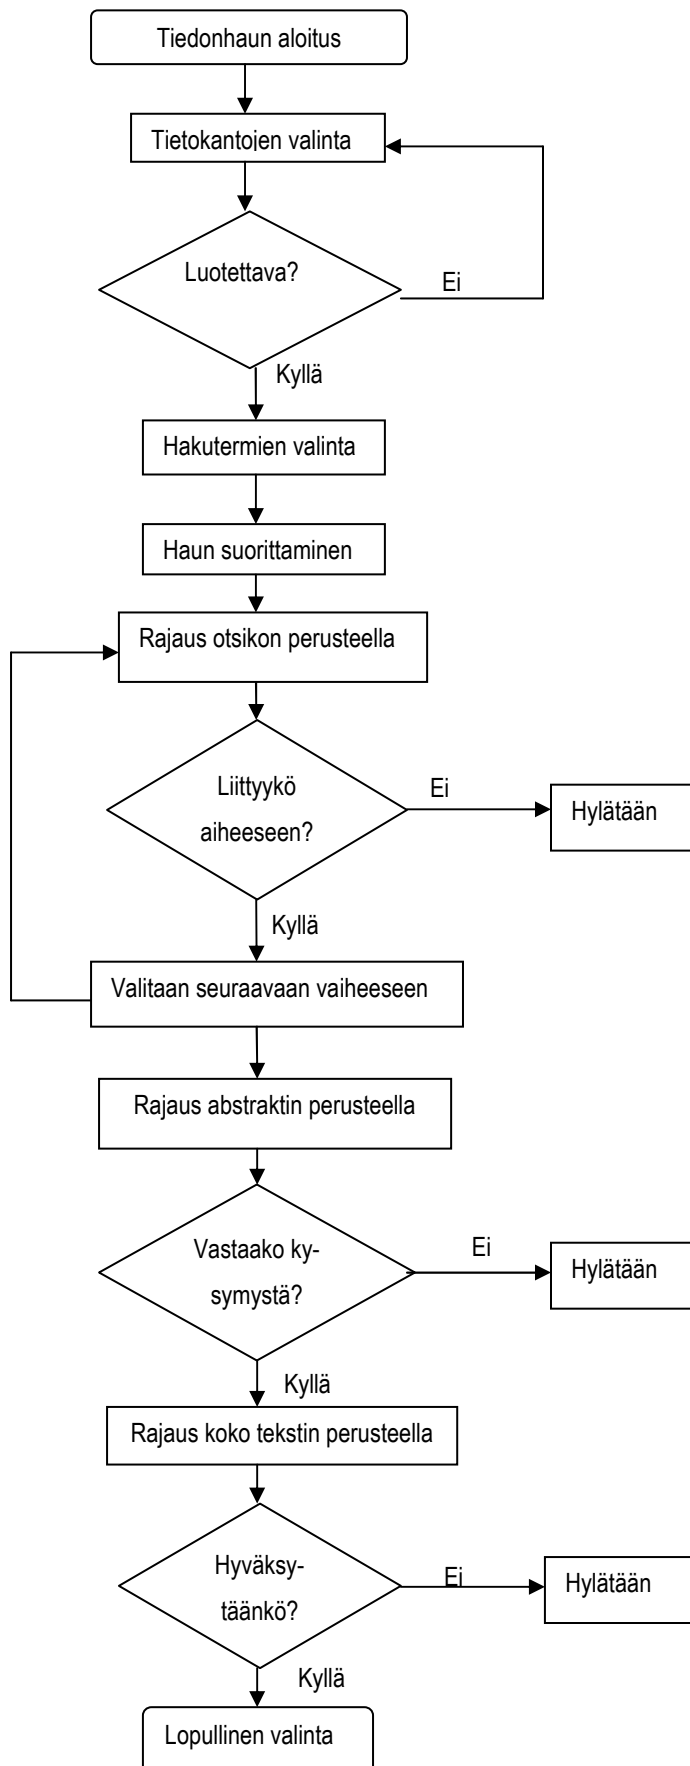 Tiedonhaun aloitus
Tietokantojen valinta
Luotettava?
Ei
Kyllä
Hakutermien valinta
Haun suorittaminen
Rajaus otsikon perusteella
Liittyykö
aiheeseen?
Ei
Hylätään
Kyllä
Valitaan seuraavaan vaiheeseen
Rajaus abstraktin perusteella
Vastaako ky-
symystä?
Ei
Hylätään
Kyllä
Rajaus koko tekstin perusteella
Hyväksy-
täänkö?
Ei
Hylätään
Kyllä
Lopullinen valinta